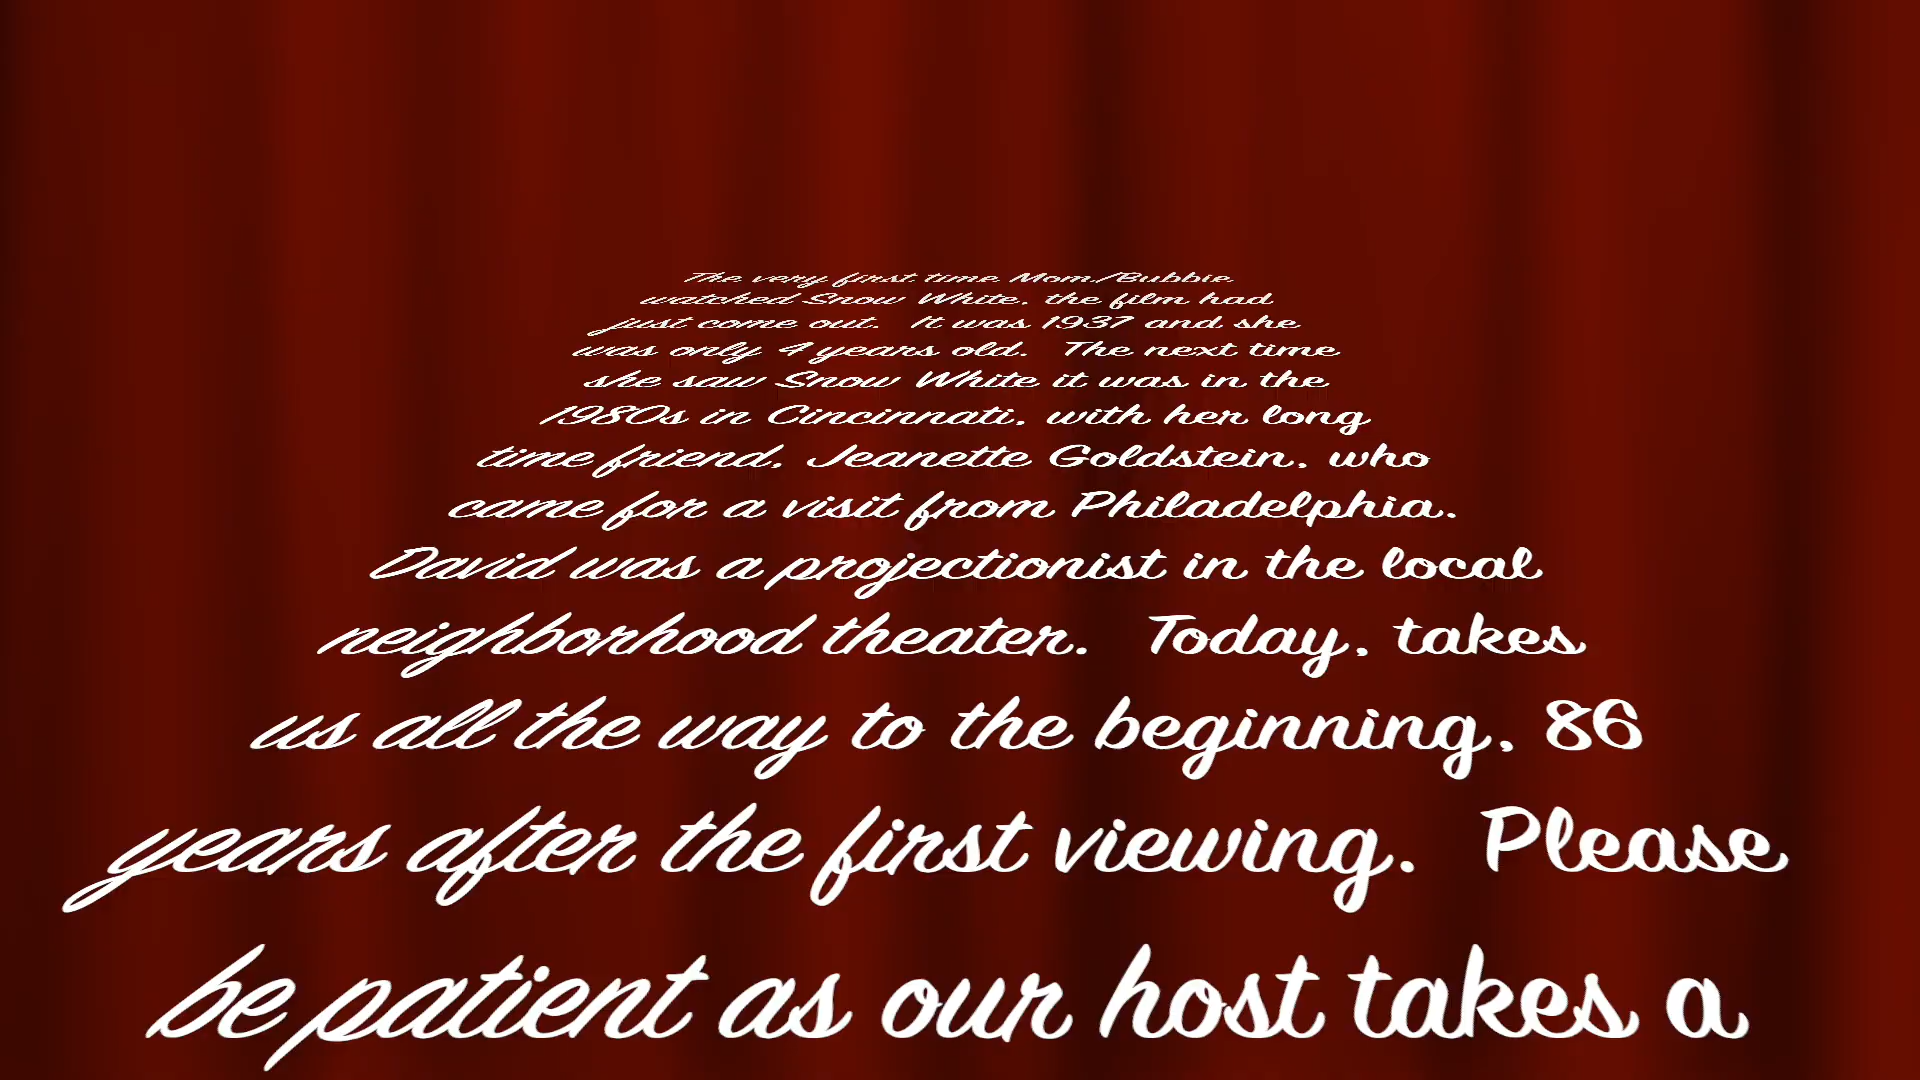 The very first time Mom/Bubbie
watched Snow White, the film had
just come out. It was 1937 and she
was only 4 years old. The next time
she saw Snow White it was in the
1980s in Cincinnati, with her long
time friend, Jeanette Goldstein, who
came for a visit from Philadelphia.
David was a projectionist in the local
neighborhood theater. Today, takes
us all the way to the beginning, 86
years after the first viewing. Please
be patient as our host takes a